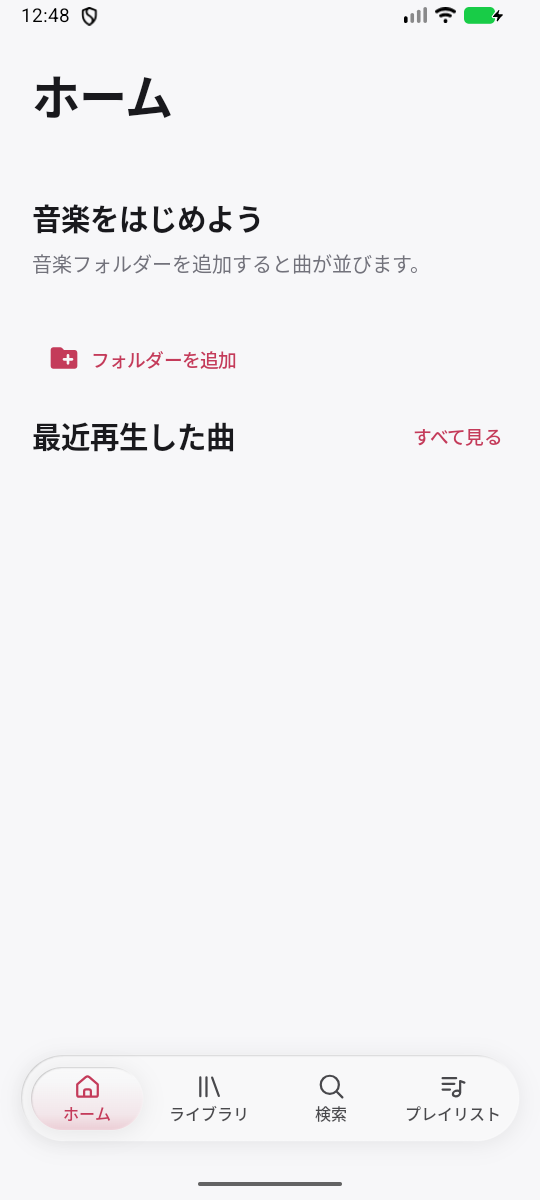 12:48
ホーム
音楽をはじめよう
音楽フォルダーを追加すると曲が並びます。
フォルダーを追加
最近再生した曲
すべて見る
ホーム
ライブラリ
検索
プレイリスト